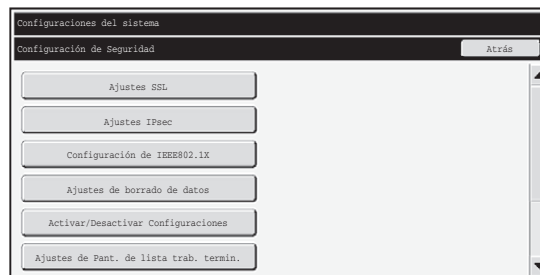 Configuraciones del sistema
Configuración de Seguridad
Atrás
Ajustes SSL
Ajustes IPsec
Configuración de IEEE802.1X
Ajustes de borrado de datos
Activar/Desactivar Configuraciones
Ajustes de Pant. de lista trab. termin.